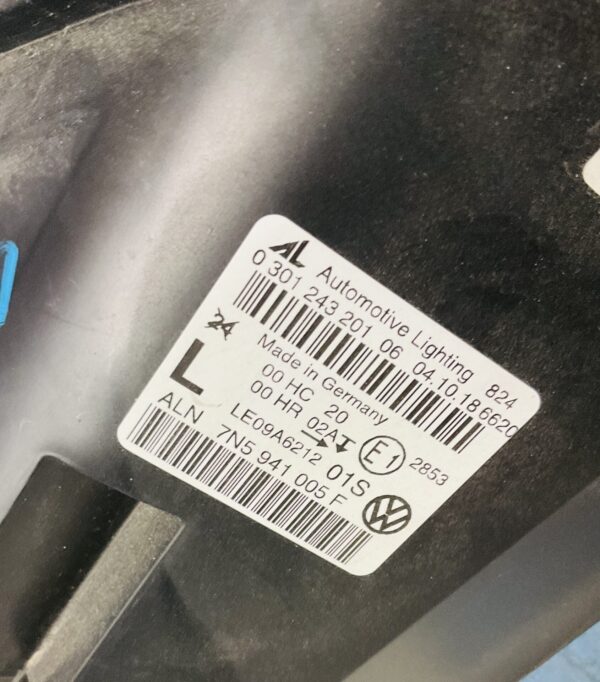 AL Automotive Lighting 824
0 301 243 201 06 04.10.18 6620
24 Made in Germany
L 00 HC 20
00 HR 02A E1 2853
LE09A6212 01S
ALN 7N5 941 005 F VW